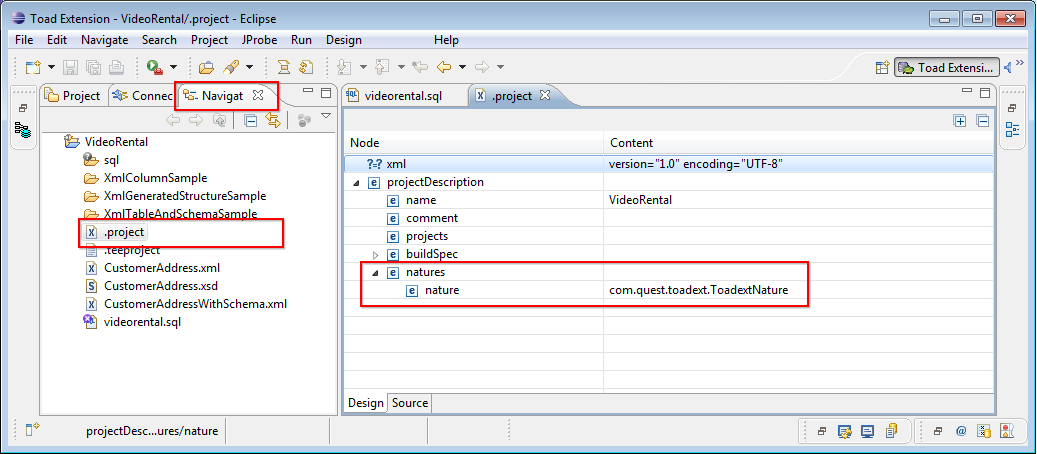 Toad Extension - VideoRental/.project - Eclipse
File Edit Navigate Search Project JProbe Run Design Help
Toad Extensi...
Project Connec Navigat
videorental.sql .project
VideoRental
sql
XmlColumnSample
XmlGeneratedStructureSample
XmlTableAndSchemaSample
.project
.teeproject
CustomerAddress.xml
CustomerAddress.xsd
CustomerAddressWithSchema.xml
videorental.sql
Node Content
?=? xml version="1.0" encoding="UTF-8"
e projectDescription
e name VideoRental
e comment
e projects
e buildSpec
e natures
e nature com.quest.toadext.ToadextNature
Design Source
projectDesc...ures/nature